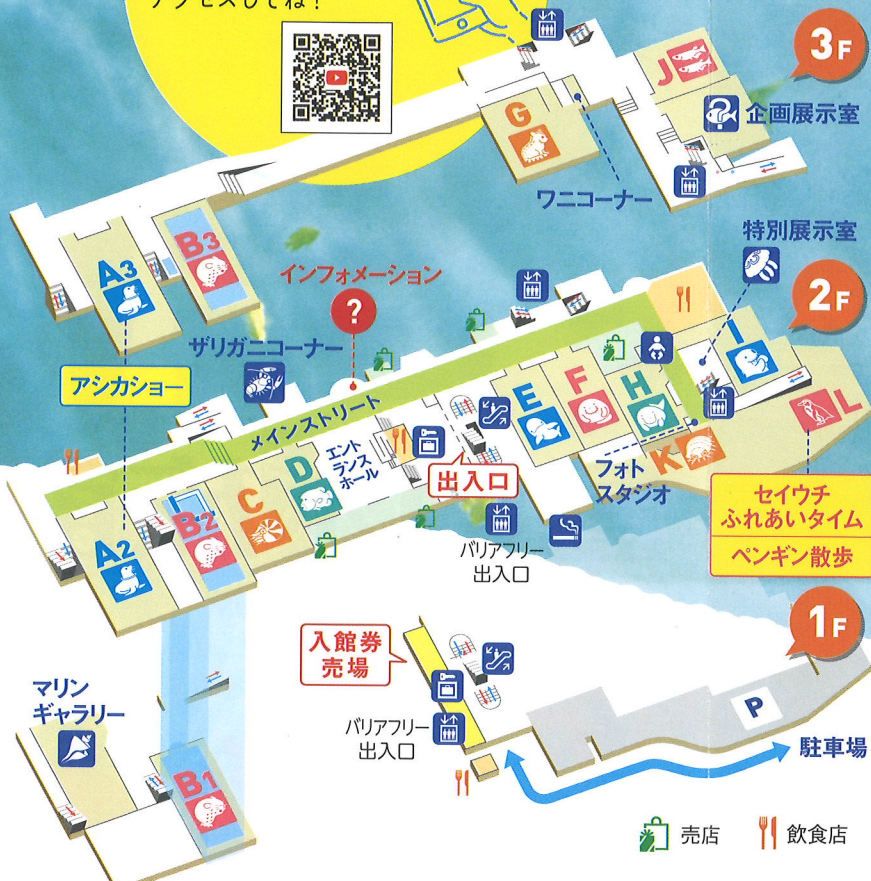 アクセスしてね！
3F
J
企画展示室
G
ワニコーナー
A3
B3
特別展示室
インフォメーション
?
2F
ザリガニコーナー
アシカショー
メインストリート
エント
ランス
ホール
E
F
H
I
L
K
フォト
スタジオ
出入口
D
C
B2
A2
バリアフリー
出入口
セイウチ
ふれあいタイム
ペンギン散歩
1F
入館券
売場
マリン
ギャラリー
バリアフリー
出入口
P
駐車場
B1
売店
飲食店